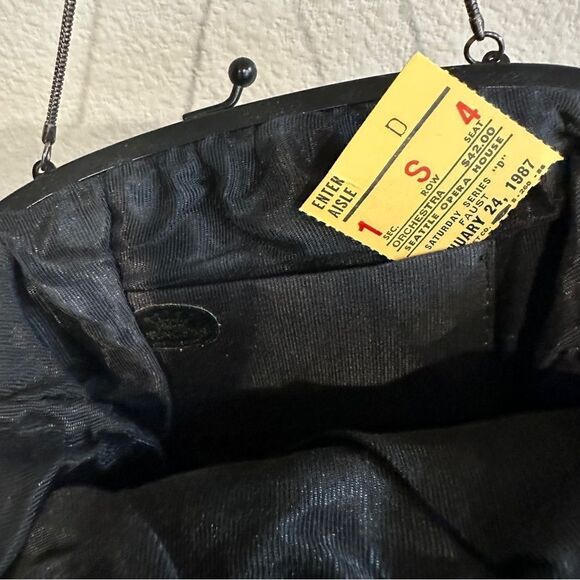 ENTER
AISLE D
1 S 4
SEC. ROW SEAT
ORCHESTRA $42.00
SEATTLE OPERA HOUSE
SATURDAY SERIES "D"
FAUST
UARY 24, 1987